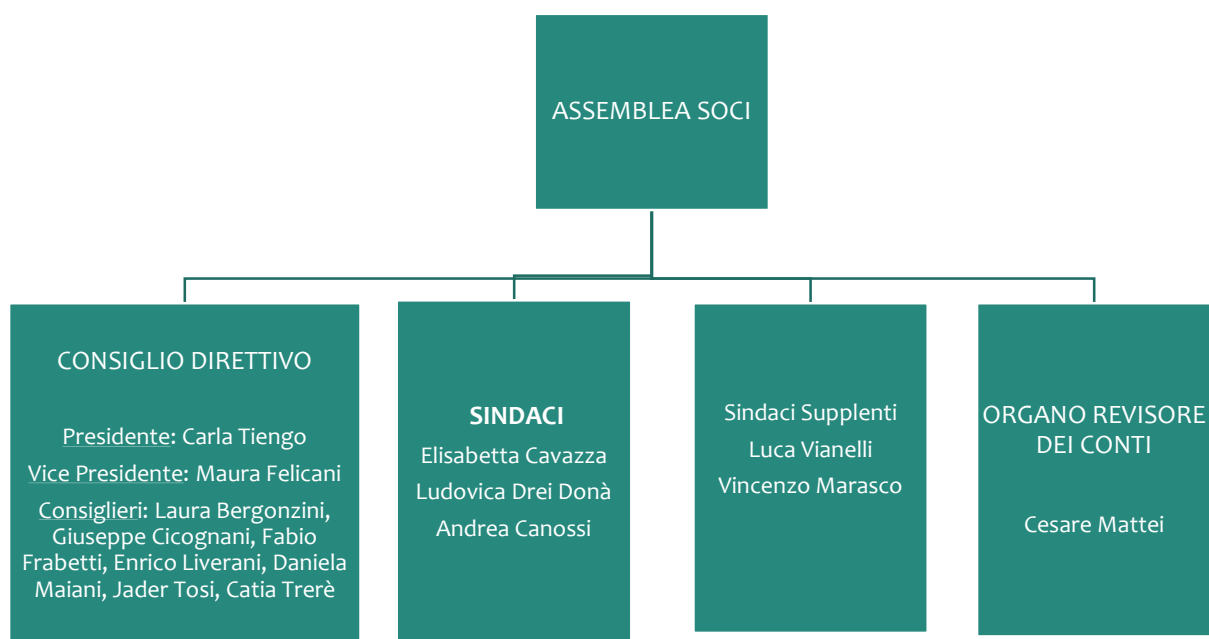 ASSEMBLEA SOCI
CONSIGLIO DIRETTIVO
Presidente: Carla Tiengo
Vice Presidente: Maura Felicani
Consiglieri: Laura Bergonzini,
Giuseppe Cicognani, Fabio
Frabetti, Enrico Liverani, Daniela
Maiani, Jader Tosi, Catia Trerè
SINDACI
Elisabetta Cavazza
Ludovica Drei Donà
Andrea Canossi
Sindaci Supplenti
Luca Vianelli
Vincenzo Marasco
ORGANO REVISORE
DEI CONTI
Cesare Mattei